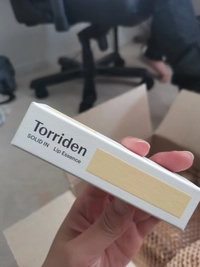 Torriden
SOLID IN Lip Essence